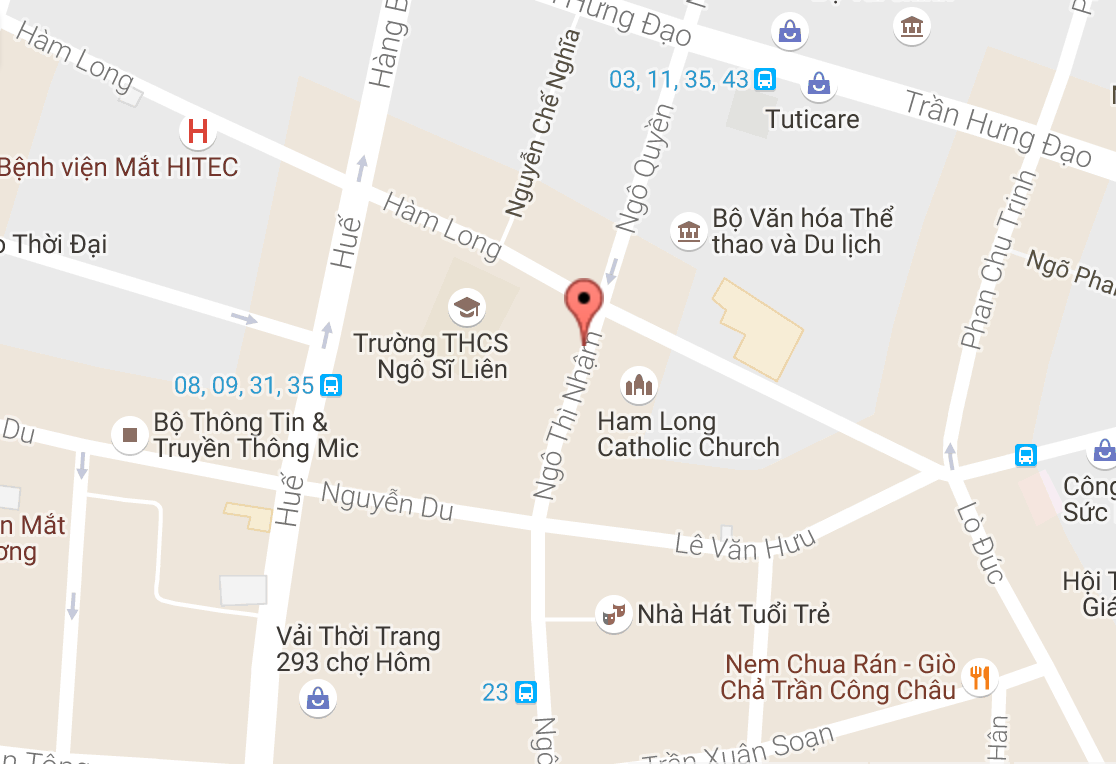 Hưng Đạo
Hàm Long
Hàng B
Nguyễn Chế Nghĩa
03, 11, 35, 43
Tuticare
Trần Hưng Đạo
H
Bệnh viện Mắt HITEC
Ngô Quyền
Phan Chu Trinh
Hàm Long
Huế
Bộ Văn hóa Thể
thao và Du lịch
Thời Đại
Ngõ Phan
Trường THCS
Ngô Sĩ Liên
Ngô Thì Nhậm
08, 09, 31, 35
Ham Long
Catholic Church
Bộ Thông Tin &
Truyền Thông Mic
Du
Huế
Nguyễn Du
Lê Văn Hưu
Lò Đúc
Công
Sức
n Mắt
ơng
Hội T
Giá
Nhà Hát Tuổi Trẻ
Vải Thời Trang
293 chợ Hôm
Nem Chua Rán - Giò
Chả Trần Công Châu
23
Ngô
Trần Xuân Soạn
Hân
n Tông